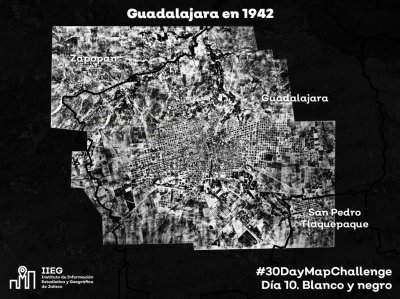 Guadalajara en 1942
Zapopan
Guadalajara
San Pedro
Tlaquepaque
IIEG
Instituto de Información
Estadística y Geográfica
de Jalisco
#30DayMapChallenge
Día 10. Blanco y negro